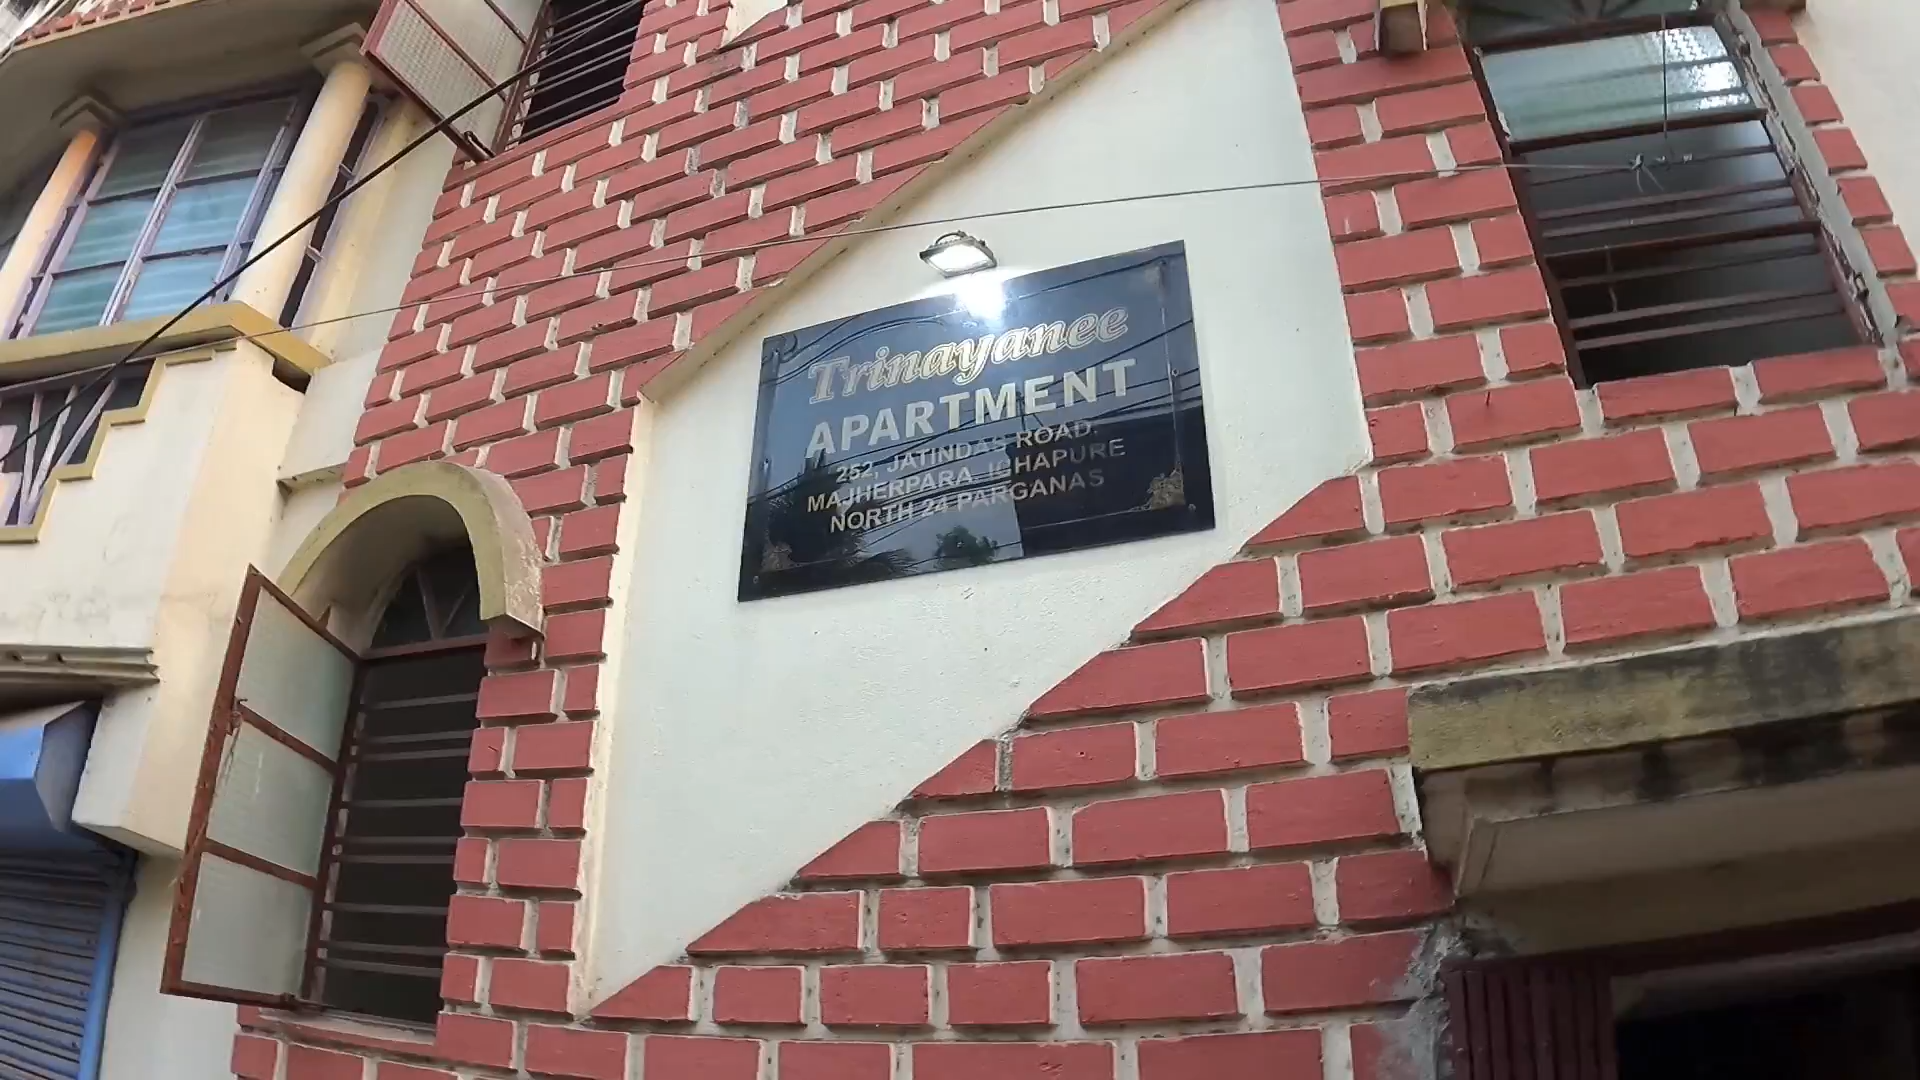 Trinayanee
APARTMENT
252, JATINDAS ROAD.
MAJHERPARA. ICHAPURE
NORTH 24 PARGANAS